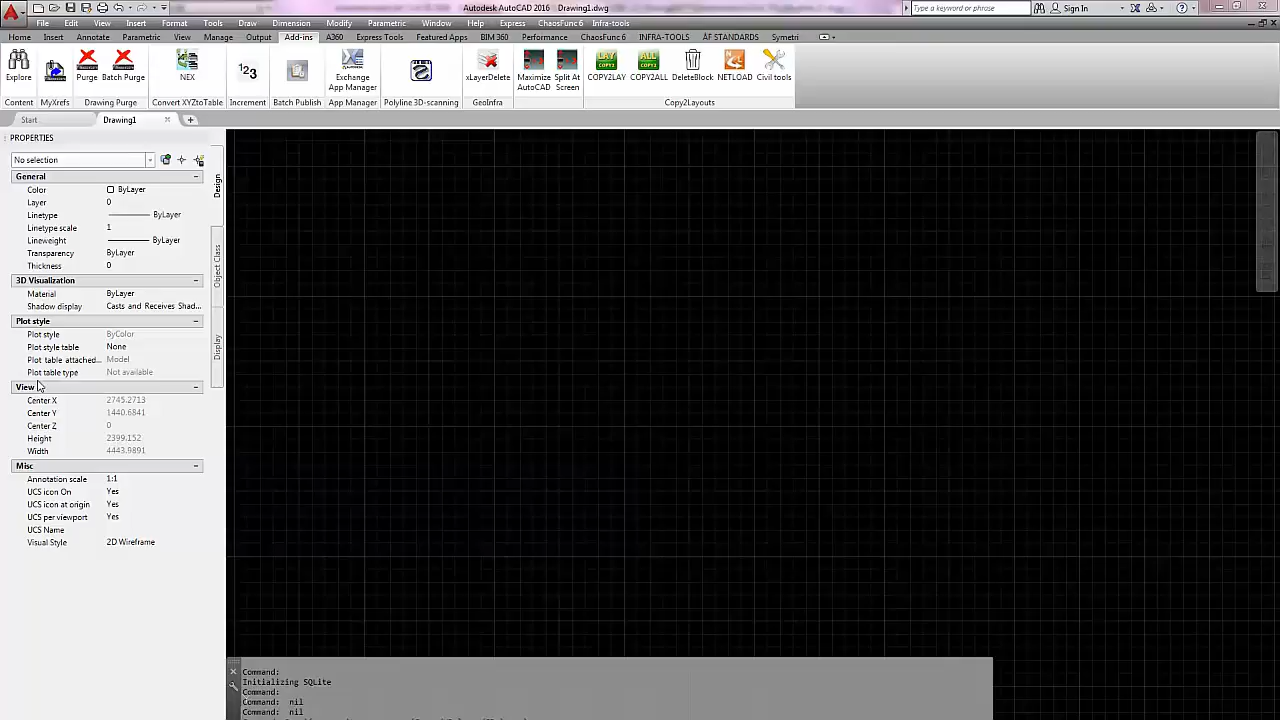 Autodesk AutoCAD 2016 Drawing1.dwg
Type a keyword or phrase
Sign In
Home Edit View Insert Format Tools Draw Dimension Modify Parametric Window Help Express ChaosFunc 6 Infra-tools
Home Insert Annotate Parametric View Manage Output Add-ins A360 Express Tools Featured Apps BIM 360 Performance ChaosFunc 6 INFRA-TOOLS ÅF STANDARDS Symetri
Explore
Purge Batch Purge
NEX
1 2 3
Exchange
App Manager
xLayerDelete
Maximize
AutoCAD
Split At
Screen
COPY2LAY COPY2ALL DeleteBlock NETLOAD Civil tools
Content MyXrefs Drawing Purge Convert XYZtoTable Increment Batch Publish App Manager Polyline 3D-scanning GeoInfra Copy2Layouts
Start Drawing1
PROPERTIES
No selection
Design
Object Class
Display
General
Color ByLayer
Layer 0
Linetype ByLayer
Linetype scale 1
Lineweight ByLayer
Transparency ByLayer
Thickness 0
3D Visualization
Material ByLayer
Shadow display Casts and Receives Shad...
Plot style
Plot style ByColor
Plot style table None
Plot table attached... Model
Plot table type Not available
View
Center X 2745.2713
Center Y 1440.6841
Center Z 0
Height 2399.152
Width 4443.9891
Misc
Annotation scale 1:1
UCS icon On Yes
UCS icon at origin Yes
UCS per viewport Yes
UCS Name
Visual Style 2D Wireframe
Command:
Initializing SQLite
Command:
Command: nil
Command: nil